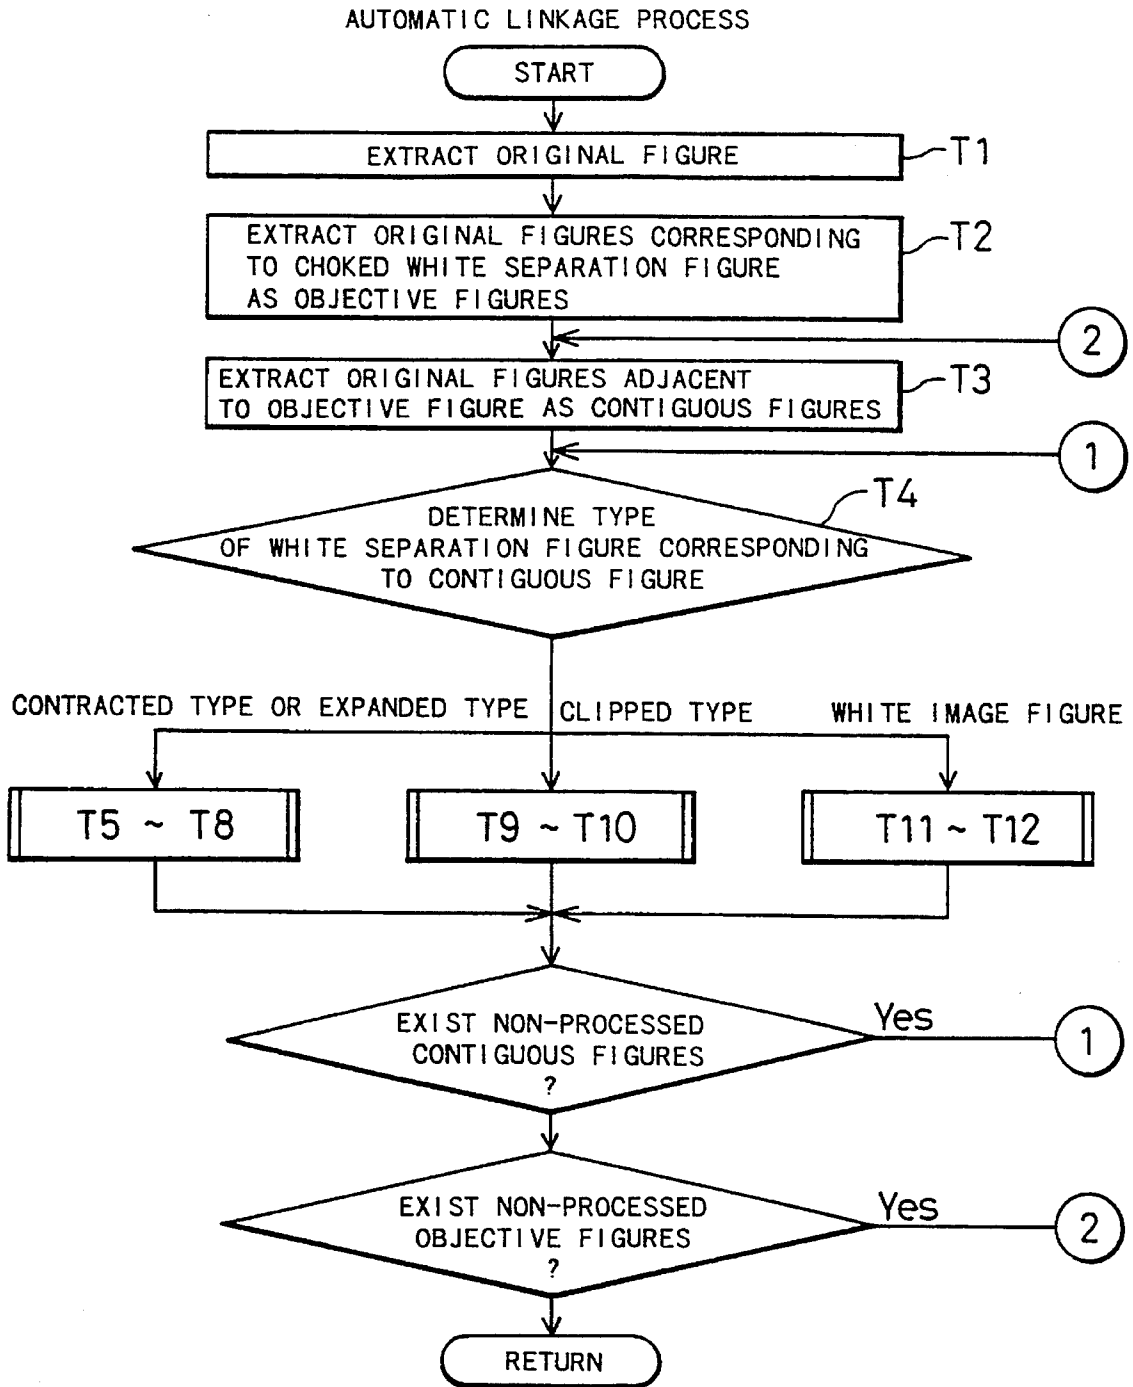 AUTOMATIC LINKAGE PROCESS
START
EXTRACT ORIGINAL FIGURE
T1
EXTRACT ORIGINAL FIGURES CORRESPONDING
TO CHOKED WHITE SEPARATION FIGURE
AS OBJECTIVE FIGURES
T2
2
EXTRACT ORIGINAL FIGURES ADJACENT
TO OBJECTIVE FIGURE AS CONTIGUOUS FIGURES
T3
1
T4
DETERMINE TYPE
OF WHITE SEPARATION FIGURE CORRESPONDING
TO CONTIGUOUS FIGURE
CONTRACTED TYPE OR EXPANDED TYPE
CLIPPED TYPE
WHITE IMAGE FIGURE
T5 ~ T8
T9 ~ T10
T11 ~ T12
EXIST NON-PROCESSED
CONTIGUOUS FIGURES
?
Yes
1
EXIST NON-PROCESSED
OBJECTIVE FIGURES
?
Yes
2
RETURN